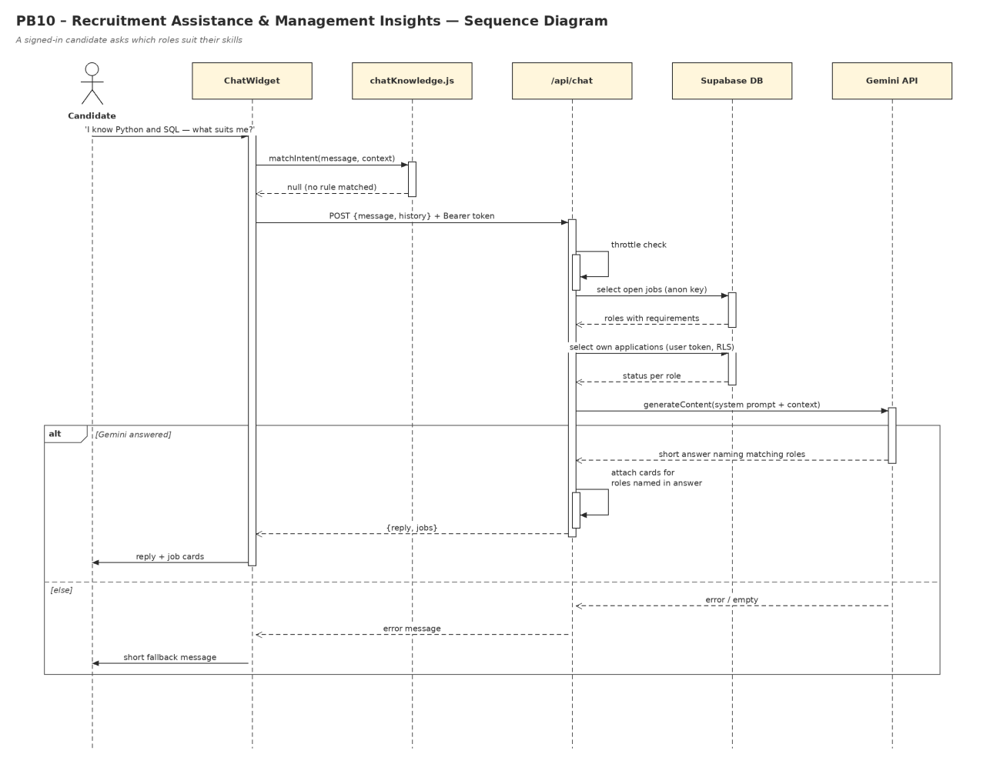 PB10 – Recruitment Assistance & Management Insights — Sequence Diagram
A signed-in candidate asks which roles suit their skills
ChatWidget
chatKnowledge.js
/api/chat
Supabase DB
Gemini API
Candidate
'I know Python and SQL — what suits me?'
matchIntent(message, context)
null (no rule matched)
POST {message, history} + Bearer token
throttle check
select open jobs (anon key)
roles with requirements
select own applications (user token, RLS)
status per role
generateContent(system prompt + context)
alt
[Gemini answered]
short answer naming matching roles
attach cards for
roles named in answer
{reply, jobs}
reply + job cards
[else]
error / empty
error message
short fallback message